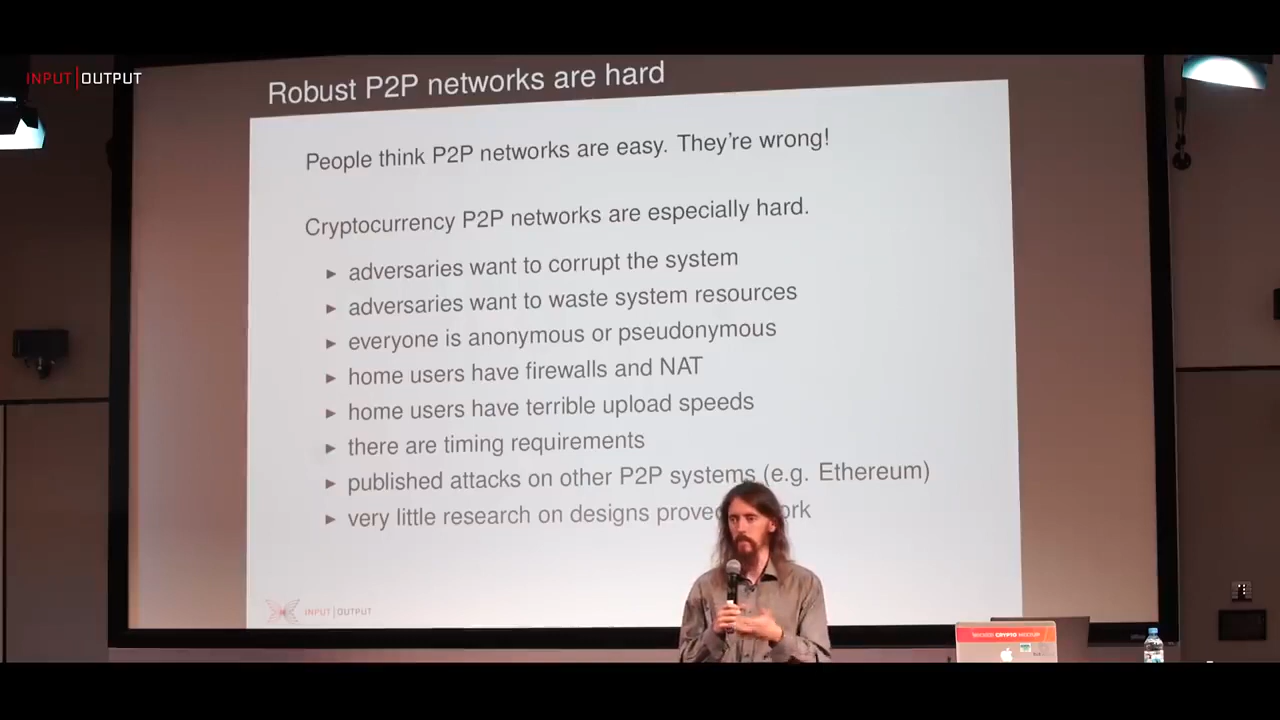 INPUT|OUTPUT
Robust P2P networks are hard
People think P2P networks are easy. They're wrong!
Cryptocurrency P2P networks are especially hard.
► adversaries want to corrupt the system
► adversaries want to waste system resources
► everyone is anonymous or pseudonymous
► home users have firewalls and NAT
► home users have terrible upload speeds
► there are timing requirements
► published attacks on other P2P systems (e.g. Ethereum)
► very little research on designs
INPUT|OUTPUT
CRYPTO